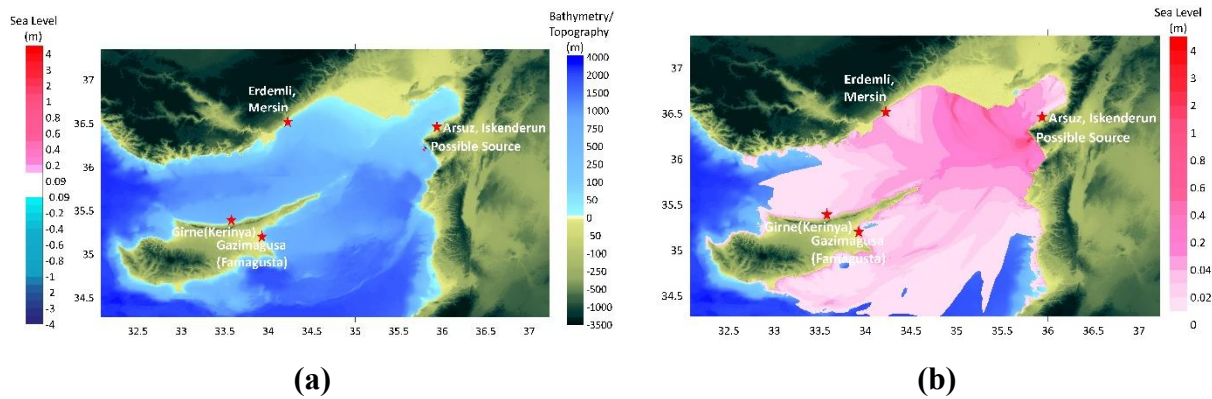 Sea Level
(m)
4
3
2
1
0.8
0.6
0.4
0.2
0.09
0.09
-0.2
-0.4
-0.6
-0.8
-1
-2
-3
-4
37
36.5
36
35.5
35
34.5
32.5 33 33.5 34 34.5 35 35.5 36 36.5 37
Erdemli,
Mersin
Arsuz, Iskenderun
Possible Source
Girne(Kerinya)
Gazimagusa
(Famagusta)
Bathymetry/
Topography
(m)
4000
2000
1000
750
500
100
50
0
-50
-100
-250
-500
-1000
-3500
(a)
37
36.5
36
35.5
35
34.5
32.5 33 33.5 34 34.5 35 35.5 36 36.5 37
Erdemli,
Mersin
Arsuz, Iskenderun
Possible Source
Girne(Kerinya)
Gazimagusa
(Famagusta)
Sea Level
(m)
4
2
0.8
0.4
0.2
0.04
0.02
0
(b)